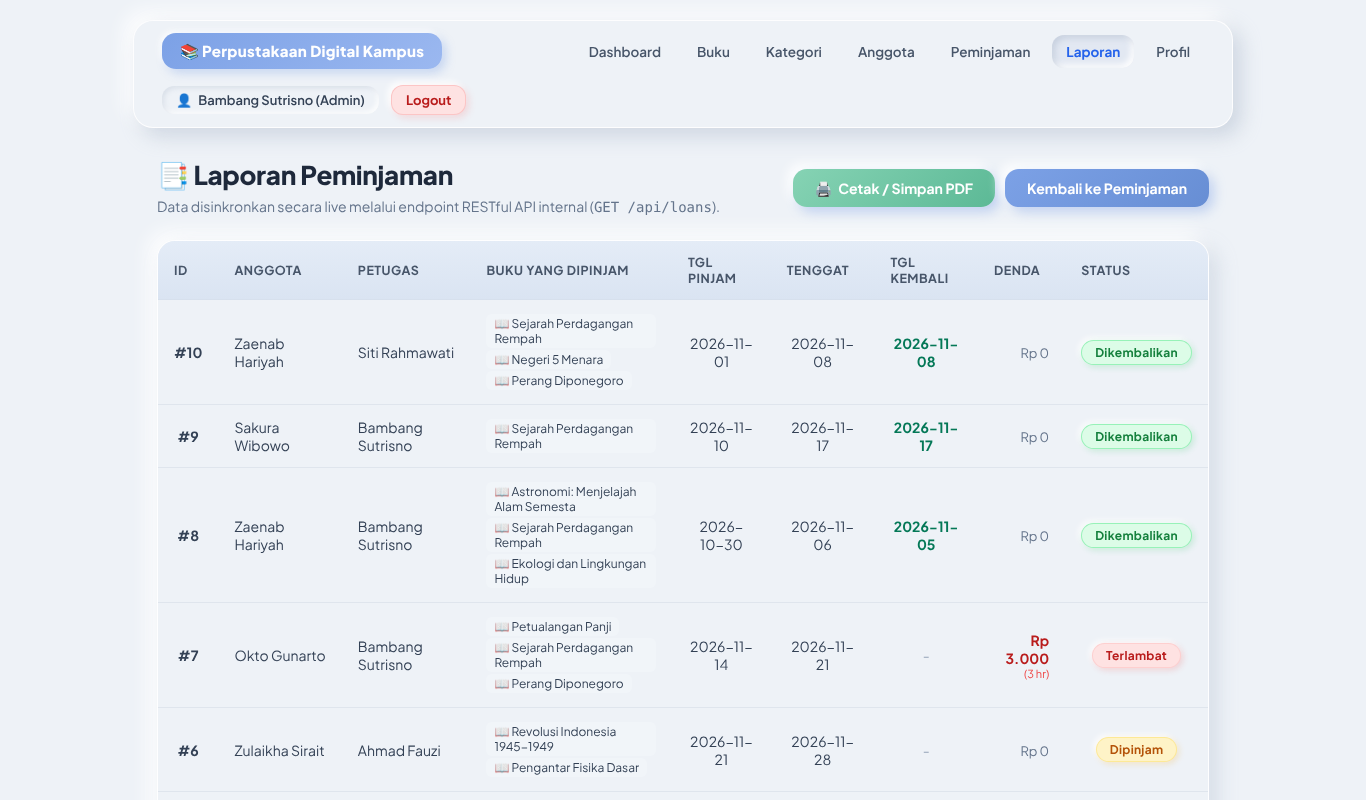 📚 Perpustakaan Digital Kampus
Dashboard Buku Kategori Anggota Peminjaman Laporan Profil
👤 Bambang Sutrisno (Admin) Logout
📑 Laporan Peminjaman
Data disinkronkan secara live melalui endpoint RESTful API internal (GET /api/loans).
🖨️ Cetak / Simpan PDF
Kembali ke Peminjaman
ID ANGGOTA PETUGAS BUKU YANG DIPINJAM TGL PINJAM TENGGAT TGL KEMBALI DENDA STATUS
#10
Zaenab
Hariyah
Siti Rahmawati
📖 Sejarah Perdagangan
Rempah
📖 Negeri 5 Menara
📖 Perang Diponegoro
2026-11-
01
2026-11-
08
2026-11-
08
Rp 0
Dikembalikan
#9
Sakura
Wibowo
Bambang
Sutrisno
📖 Sejarah Perdagangan
Rempah
2026-11-
10
2026-11-
17
2026-11-
17
Rp 0
Dikembalikan
#8
Zaenab
Hariyah
Bambang
Sutrisno
📖 Astronomi: Menjelajah
Alam Semesta
📖 Sejarah Perdagangan
Rempah
📖 Ekologi dan Lingkungan
Hidup
2026-
10-30
2026-11-
06
2026-11-
05
Rp 0
Dikembalikan
#7
Okto Gunarto
Bambang
Sutrisno
📖 Petualangan Panji
📖 Sejarah Perdagangan
Rempah
📖 Perang Diponegoro
2026-11-
14
2026-11-
21
-
Rp
3.000
(3 hr)
Terlambat
#6
Zulaikha Sirait
Ahmad Fauzi
📖 Revolusi Indonesia
1945-1949
📖 Pengantar Fisika Dasar
2026-11-
21
2026-11-
28
-
Rp 0
Dipinjam